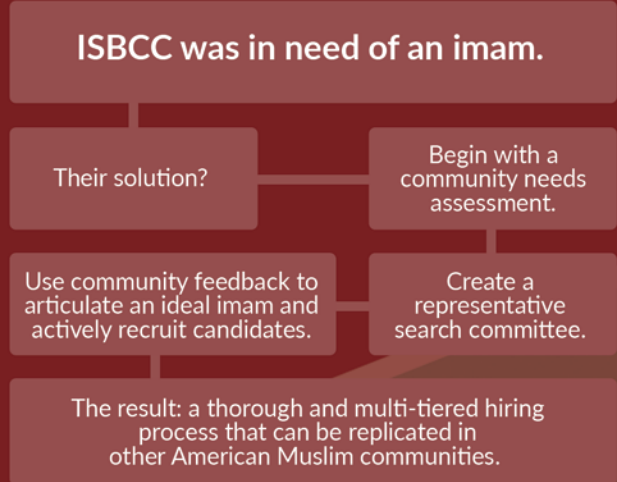 ISBCC was in need of an imam.
Their solution?
Begin with a
community needs
assessment.
Create a
representative
search committee.
Use community feedback to
articulate an ideal imam and
actively recruit candidates.
The result: a thorough and multi-tiered hiring
process that can be replicated in
other American Muslim communities.